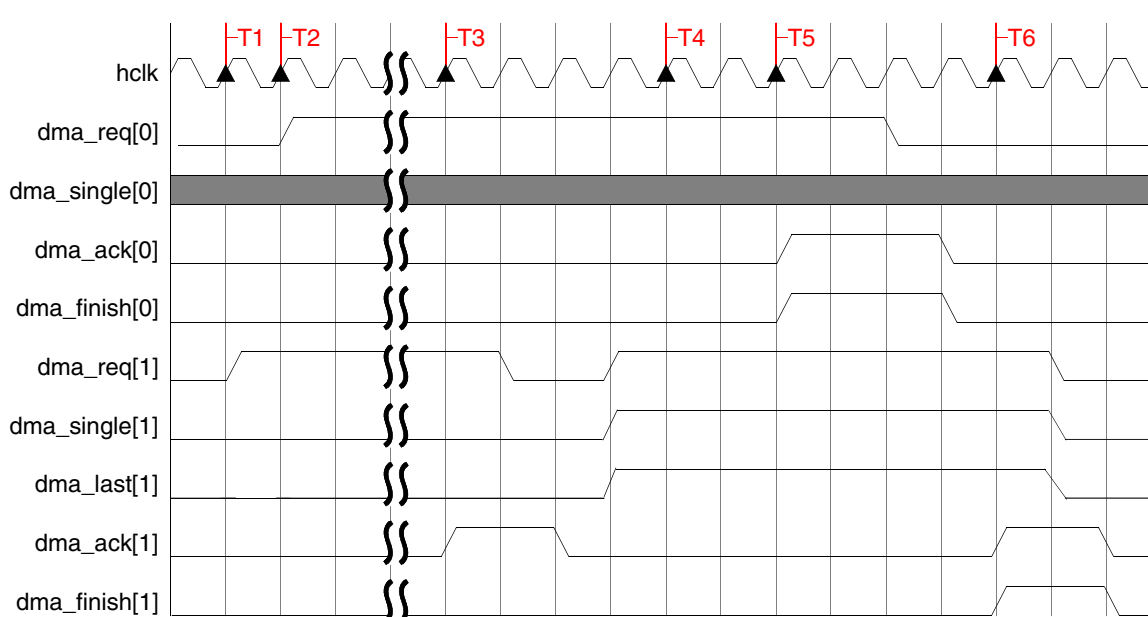 T1 T2 T3 T4 T5 T6
hclk
dma_req[0]
dma_single[0]
dma_ack[0]
dma_finish[0]
dma_req[1]
dma_single[1]
dma_last[1]
dma_ack[1]
dma_finish[1]